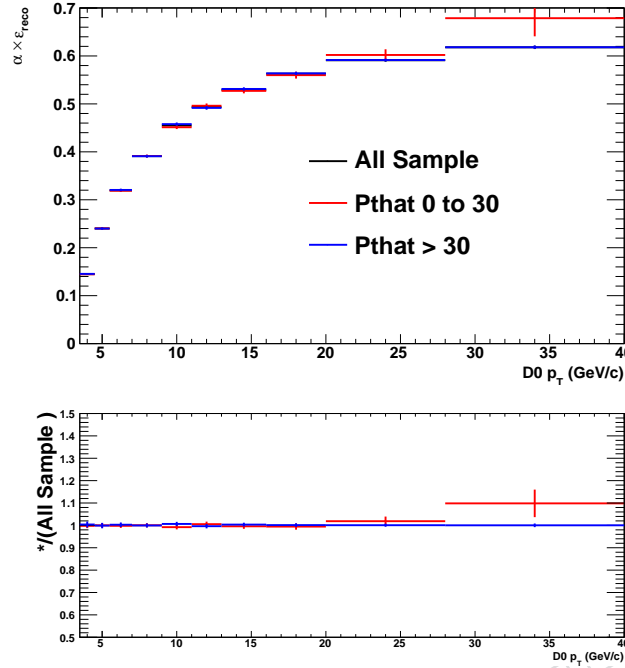 α × ε reco
0.7
0.6
0.5
0.4
0.3
0.2
0.1
0
All Sample
Pthat 0 to 30
Pthat > 30
5 10 15 20 25 30 35 40
D0 p_T (GeV/c)
*/(All Sample )
1.5
1.4
1.3
1.2
1.1
1
0.9
0.8
0.7
0.6
0.5
5 10 15 20 25 30 35 40
D0 p_T (GeV/c)